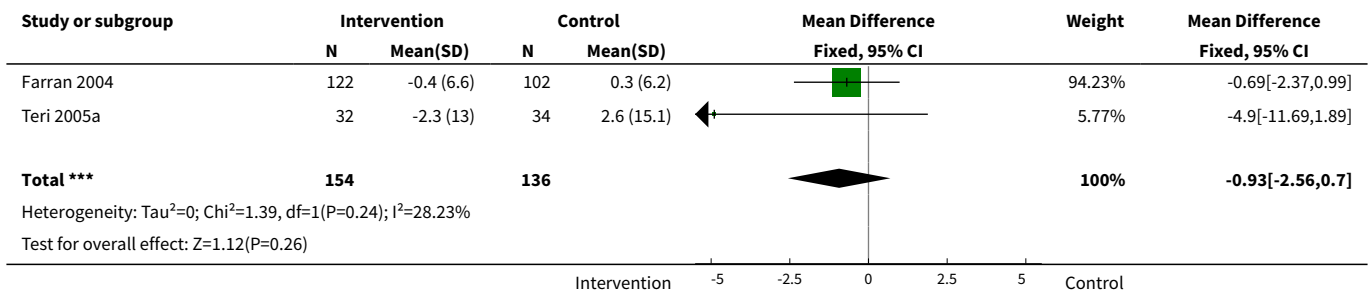 Study or subgroup Intervention Control Mean Difference Weight Mean Difference
N Mean(SD) N Mean(SD) Fixed, 95% CI Fixed, 95% CI
Farran 2004 122 -0.4 (6.6) 102 0.3 (6.2) 94.23% -0.69[-2.37,0.99]
Teri 2005a 32 -2.3 (13) 34 2.6 (15.1) 5.77% -4.9[-11.69,1.89]
Total *** 154 136 100% -0.93[-2.56,0.7]
Heterogeneity: Tau²=0; Chi²=1.39, df=1(P=0.24); I²=28.23%
Test for overall effect: Z=1.12(P=0.26)
Intervention -5 -2.5 0 2.5 5 Control